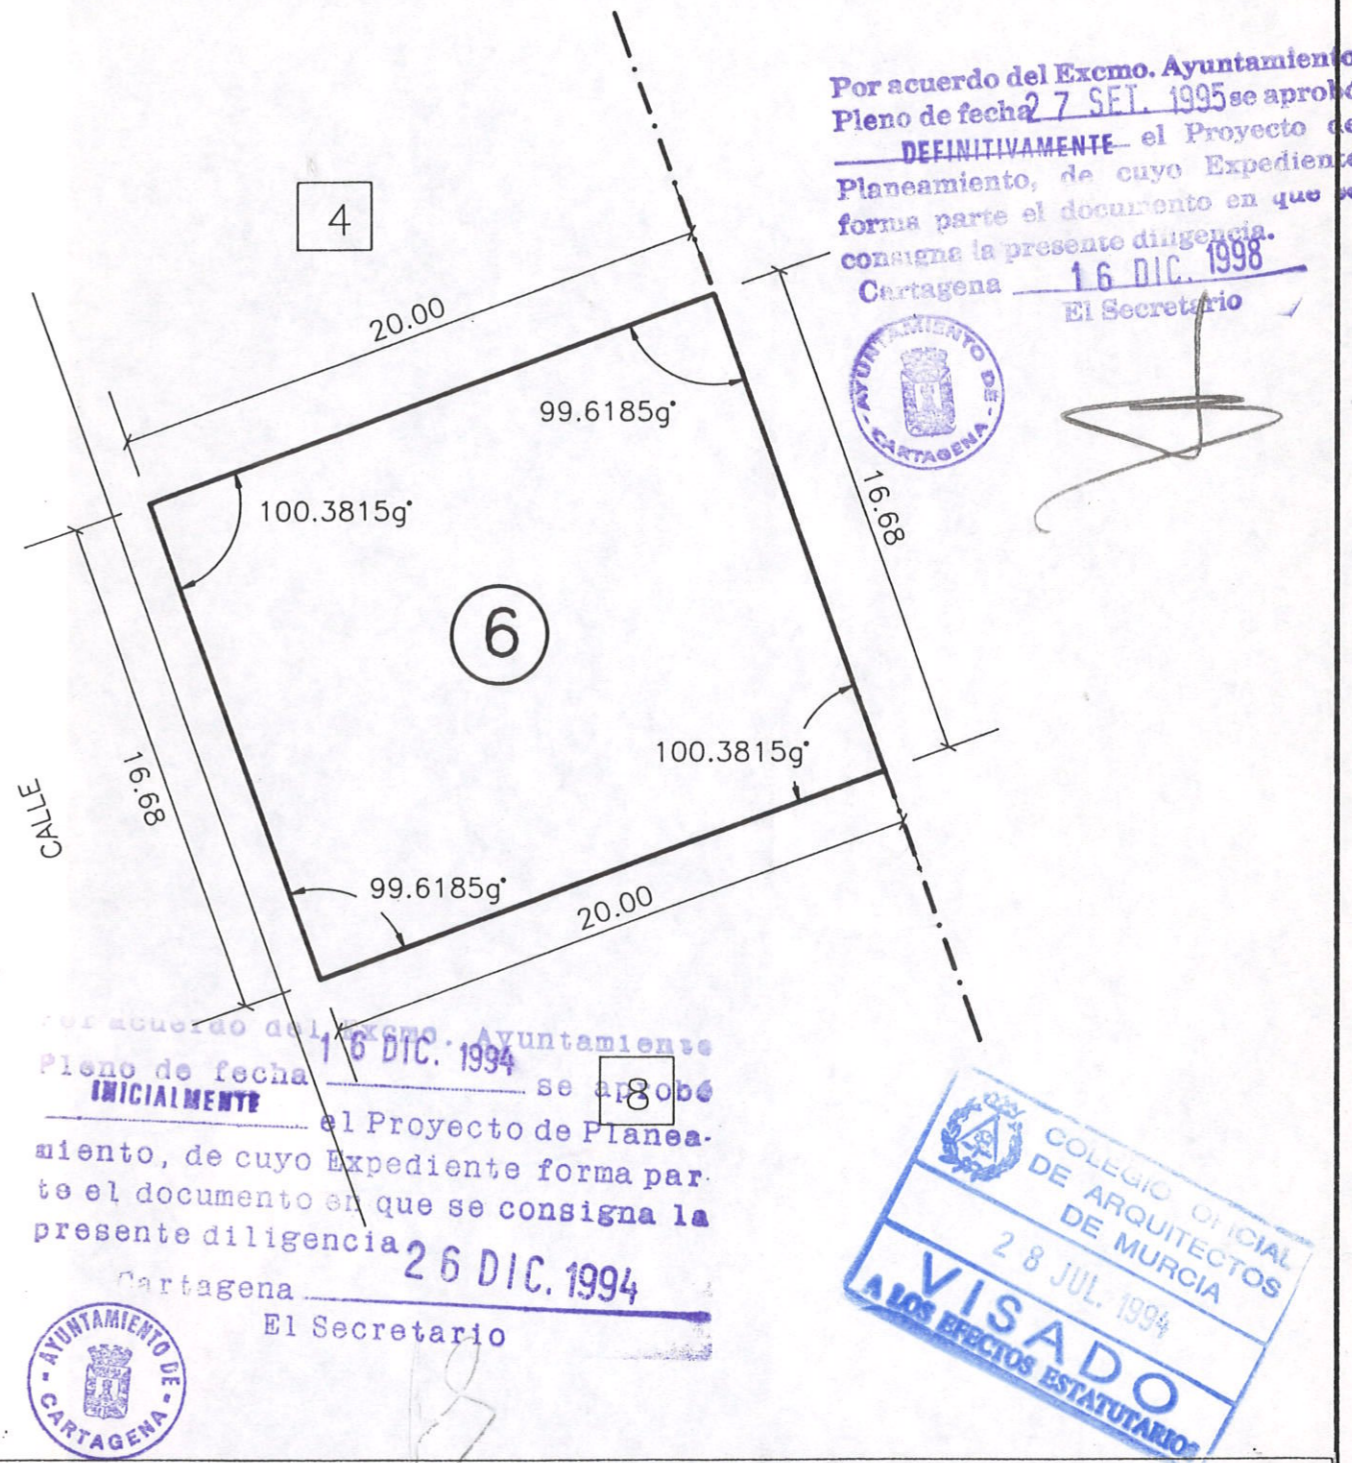 Por acuerdo del Excmo. Ayuntamiento
Pleno de fecha 27 SET. 1995 se aprobó
DEFINITIVAMENTE el Proyecto de
Planeamiento, de cuyo Expediente
forma parte el documento en que se
consigna la presente diligencia.
Cartagena 16 DIC. 1998
El Secretario
AYUNTAMIENTO DE - CARTAGENA -
4
20.00
99.6185g
100.3815g
16.68
6
100.3815g
16.68
CALLE
99.6185g
20.00
Por acuerdo del Excmo. Ayuntamiento
Pleno de fecha 16 DIC. 1994 se aprobó
INICIALMENTE el Proyecto de Planea-
miento, de cuyo Expediente forma par-
te el documento en que se consigna la
presente diligencia
Cartagena 26 DIC. 1994
El Secretario
8
- AYUNTAMIENTO DE - CARTAGENA
COLEGIO OFICIAL
DE ARQUITECTOS
DE MURCIA
28 JUL. 1994
VISADO
A LOS EFECTOS ESTATUTARIOS